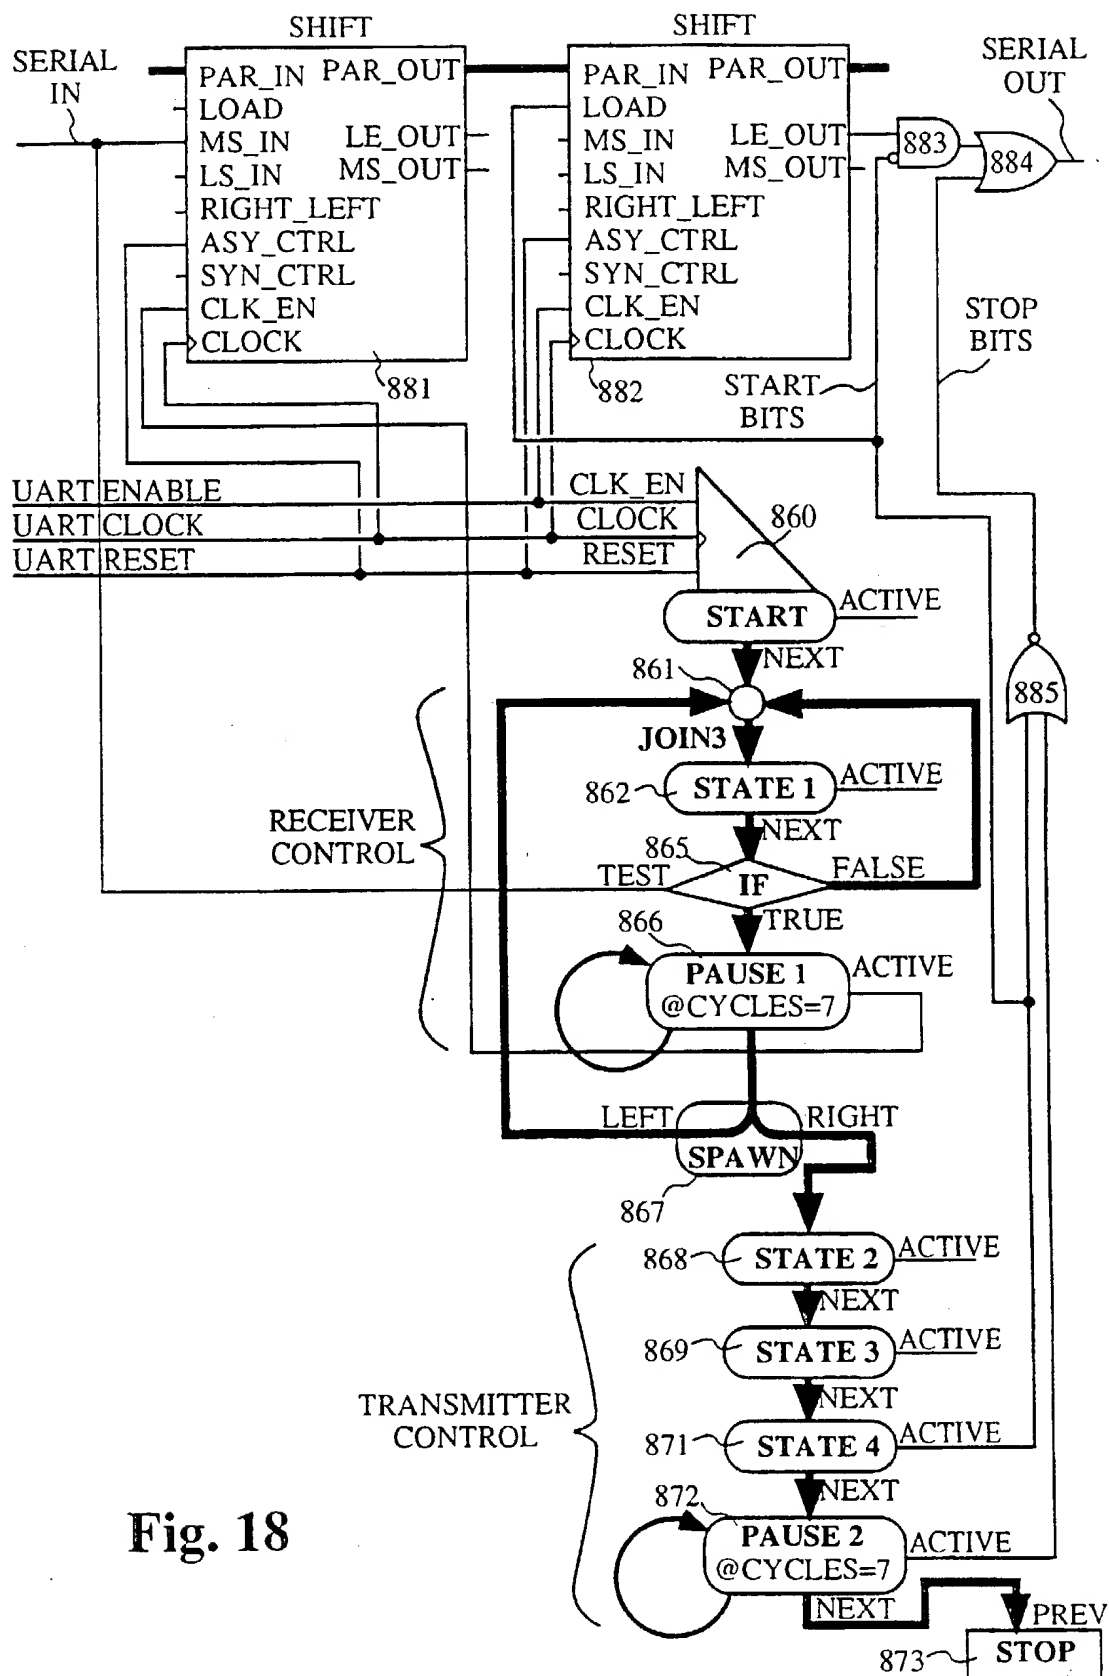 SHIFT
SHIFT
SERIAL
IN
SERIAL
OUT
PAR_IN PAR_OUT
LOAD
MS_IN LE_OUT
LS_IN MS_OUT
RIGHT_LEFT
ASY_CTRL
SYN_CTRL
CLK_EN
CLOCK
881
PAR_IN PAR_OUT
LOAD
MS_IN LE_OUT
LS_IN MS_OUT
RIGHT_LEFT
ASY_CTRL
SYN_CTRL
CLK_EN
CLOCK
882
883
884
STOP
BITS
START
BITS
UART ENABLE
UART CLOCK
UART RESET
CLK_EN
CLOCK
RESET
860
START
ACTIVE
NEXT
861
JOIN3
862
STATE 1
ACTIVE
NEXT
885
RECEIVER
CONTROL
865
TEST
IF
FALSE
TRUE
866
PAUSE 1
@CYCLES=7
ACTIVE
LEFT
RIGHT
SPAWN
867
868
STATE 2
ACTIVE
NEXT
869
STATE 3
ACTIVE
NEXT
TRANSMITTER
CONTROL
871
STATE 4
ACTIVE
NEXT
872
PAUSE 2
@CYCLES=7
ACTIVE
NEXT
PREV
873
STOP
Fig. 18